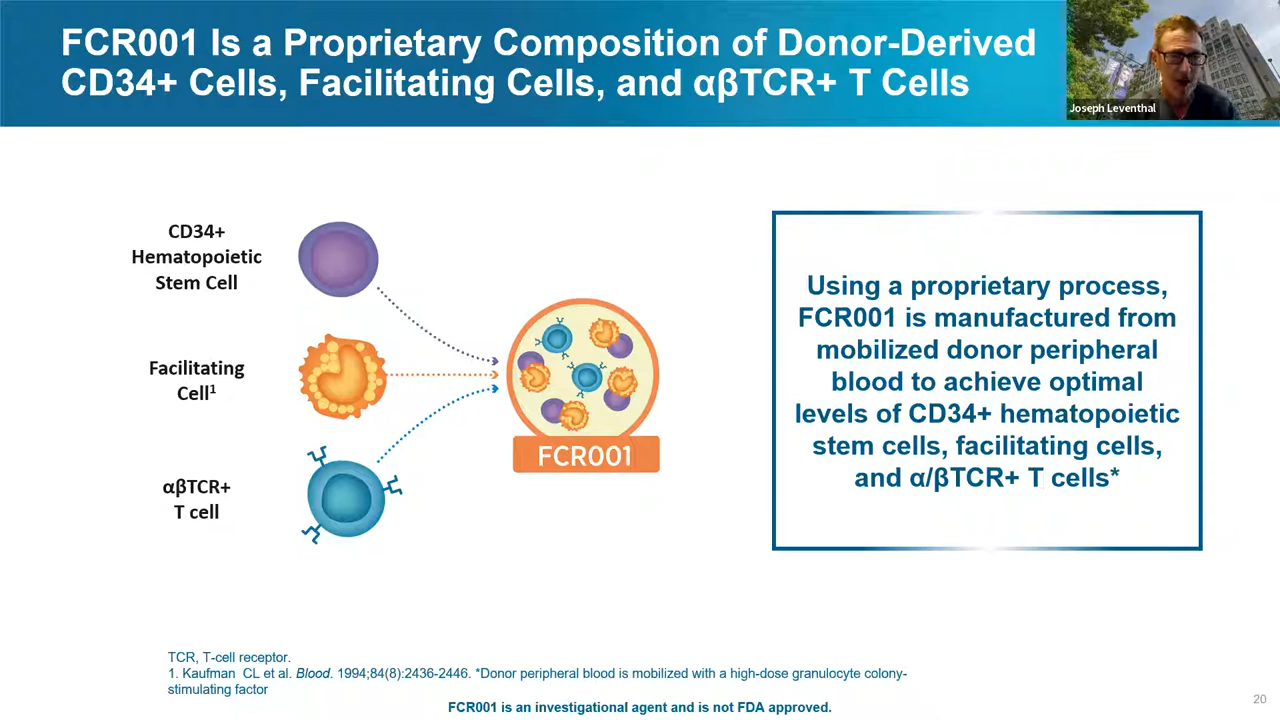 FCR001 Is a Proprietary Composition of Donor-Derived
CD34+ Cells, Facilitating Cells, and αβTCR+ T Cells
Joseph Leventhal
CD34+
Hematopoietic
Stem Cell
Facilitating
Cell¹
αβTCR+
T cell
FCR001
Using a proprietary process,
FCR001 is manufactured from
mobilized donor peripheral
blood to achieve optimal
levels of CD34+ hematopoietic
stem cells, facilitating cells,
and α/βTCR+ T cells*
TCR, T-cell receptor.
1. Kaufman CL et al. Blood. 1994;84(8):2436-2446. *Donor peripheral blood is mobilized with a high-dose granulocyte colony-
stimulating factor
FCR001 is an investigational agent and is not FDA approved.
20